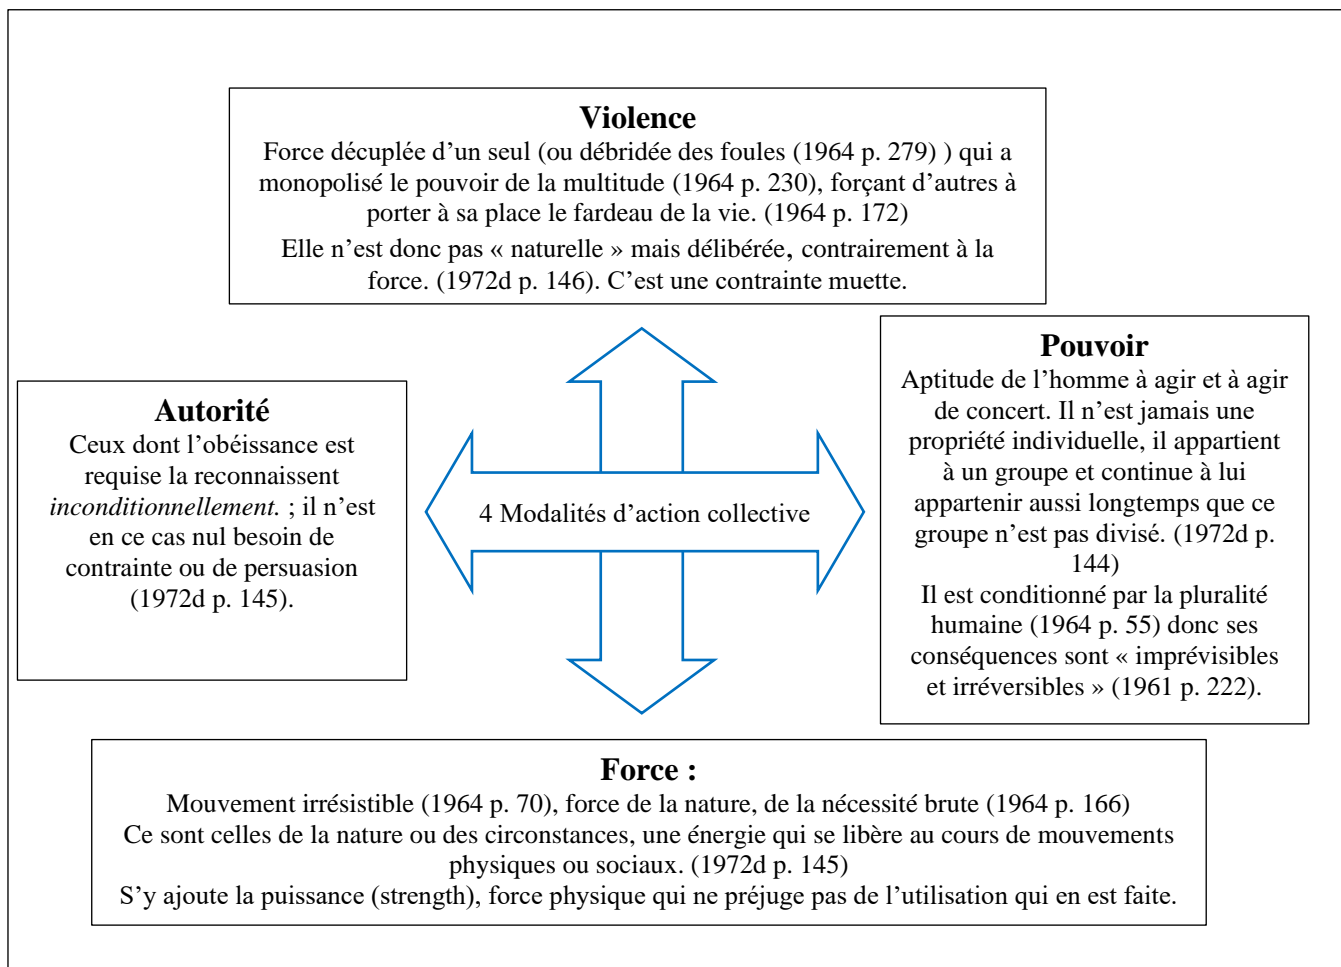 Violence
Force décuplée d’un seul (ou débridée des foules (1964 p. 279) ) qui a
monopolisé le pouvoir de la multitude (1964 p. 230), forçant d’autres à
porter à sa place le fardeau de la vie. (1964 p. 172)
Elle n’est donc pas « naturelle » mais délibérée, contrairement à la
force. (1972d p. 146). C’est une contrainte muette.
Autorité
Ceux dont l’obéissance est
requise la reconnaissent
inconditionnellement. ; il n’est
en ce cas nul besoin de
contrainte ou de persuasion
(1972d p. 145).
4 Modalités d’action collective
Pouvoir
Aptitude de l’homme à agir et à agir
de concert. Il n’est jamais une
propriété individuelle, il appartient
à un groupe et continue à lui
appartenir aussi longtemps que ce
groupe n’est pas divisé. (1972d p.
144)
Il est conditionné par la pluralité
humaine (1964 p. 55) donc ses
conséquences sont « imprévisibles
et irréversibles » (1961 p. 222).
Force :
Mouvement irrésistible (1964 p. 70), force de la nature, de la nécessité brute (1964 p. 166)
Ce sont celles de la nature ou des circonstances, une énergie qui se libère au cours de mouvements
physiques ou sociaux. (1972d p. 145)
S’y ajoute la puissance (strength), force physique qui ne préjuge pas de l’utilisation qui en est faite.